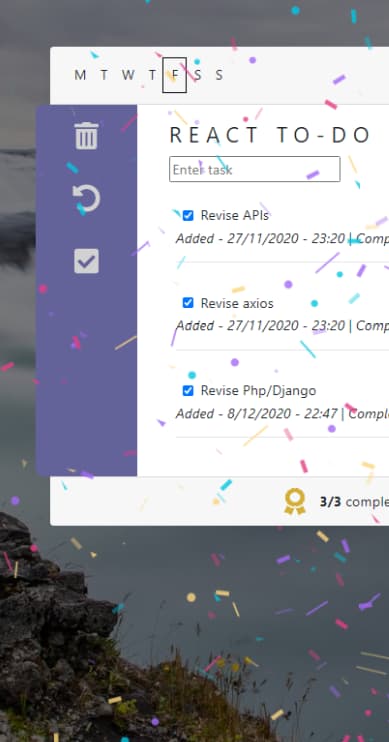 M T W T F S S
REACT TO-DO
Enter task
Revise APIs
Added - 27/11/2020 - 23:20 | Comp
Revise axios
Added - 27/11/2020 - 23:20 | Comp
Revise Php/Django
Added - 8/12/2020 - 22:47 | Comple
3/3 comple